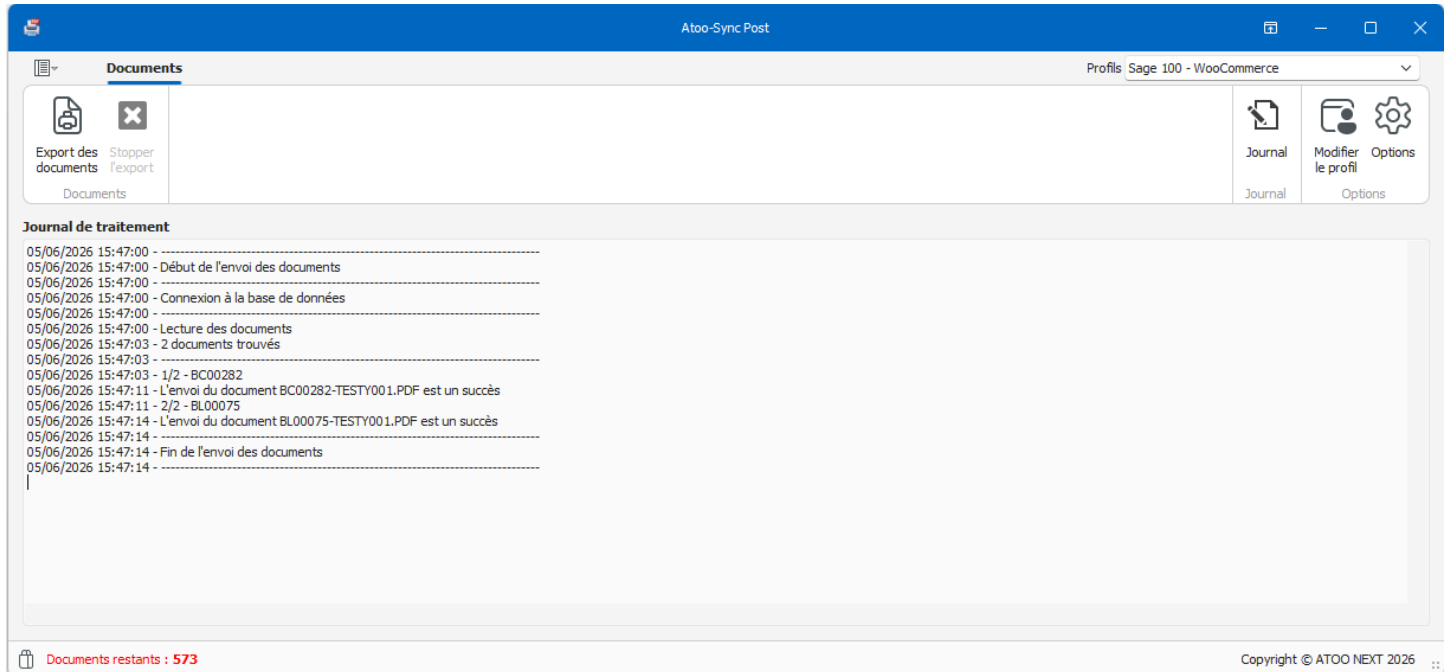 Atoo-Sync Post
Documents
Profils Sage 100 - WooCommerce
Export des documents
Stopper l'export
Journal
Modifier le profil
Options
Documents
Journal
Options
Journal de traitement
05/06/2026 15:47:00 - --------------------------------------------------------------------------------
05/06/2026 15:47:00 - Début de l'envoi des documents
05/06/2026 15:47:00 - --------------------------------------------------------------------------------
05/06/2026 15:47:00 - Connexion à la base de données
05/06/2026 15:47:00 - --------------------------------------------------------------------------------
05/06/2026 15:47:00 - Lecture des documents
05/06/2026 15:47:03 - 2 documents trouvés
05/06/2026 15:47:03 - --------------------------------------------------------------------------------
05/06/2026 15:47:03 - 1/2 - BC00282
05/06/2026 15:47:11 - L'envoi du document BC00282-TESTY001.PDF est un succès
05/06/2026 15:47:11 - 2/2 - BL00075
05/06/2026 15:47:14 - L'envoi du document BL00075-TESTY001.PDF est un succès
05/06/2026 15:47:14 - --------------------------------------------------------------------------------
05/06/2026 15:47:14 - Fin de l'envoi des documents
05/06/2026 15:47:14 - --------------------------------------------------------------------------------
Documents restants : 573
Copyright © ATOO NEXT 2026